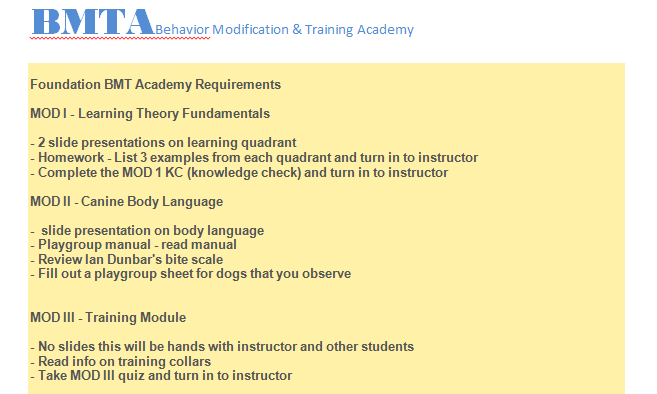 BMTA Behavior Modification & Training Academy
Foundation BMT Academy Requirements
MOD I - Learning Theory Fundamentals
- 2 slide presentations on learning quadrant
- Homework - List 3 examples from each quadrant and turn in to instructor
- Complete the MOD 1 KC (knowledge check) and turn in to instructor
MOD II - Canine Body Language
- slide presentation on body language
- Playgroup manual - read manual
- Review Ian Dunbar's bite scale
- Fill out a playgroup sheet for dogs that you observe
MOD III - Training Module
- No slides this will be hands with instructor and other students
- Read info on training collars
- Take MOD III quiz and turn in to instructor